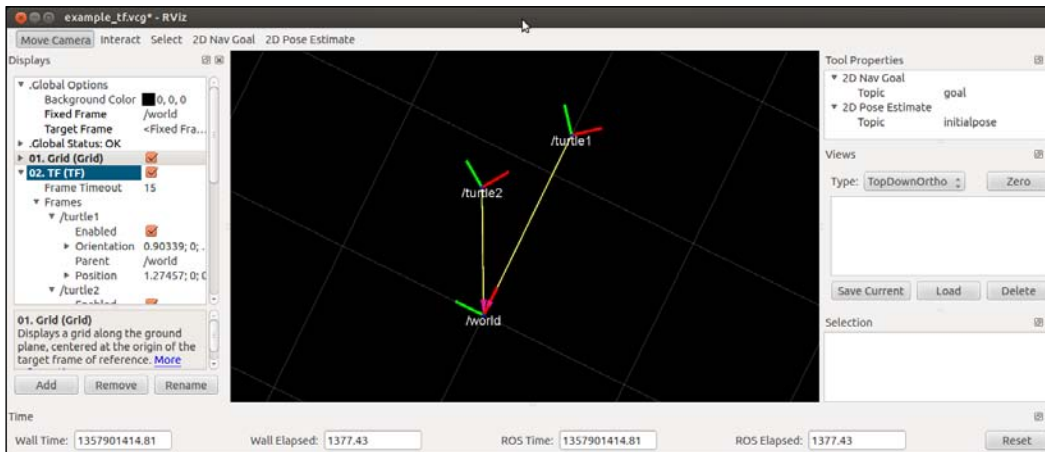 example_tf.vcg* - RViz
Move Camera Interact Select 2D Nav Goal 2D Pose Estimate
Displays
.Global Options
Background Color 0, 0, 0
Fixed Frame /world
Target Frame <Fixed Fra...
.Global Status: OK
01. Grid (Grid)
02. TF (TF)
Frame Timeout 15
Frames
/turtle1
Enabled
Orientation 0.90339; 0; .
Parent /world
Position 1.27457; 0; 0
/turtle2
Enabled
01. Grid (Grid)
Displays a grid along the ground
plane, centered at the origin of the
target frame of reference. More
Add Remove Rename
/turtle1
/turtle2
/world
Tool Properties
2D Nav Goal
Topic goal
2D Pose Estimate
Topic initialpose
Views
Type: TopDownOrtho Zero
Save Current Load Delete
Selection
Time
Wall Time: 1357901414.81 Wall Elapsed: 1377.43 ROS Time: 1357901414.81 ROS Elapsed: 1377.43 Reset